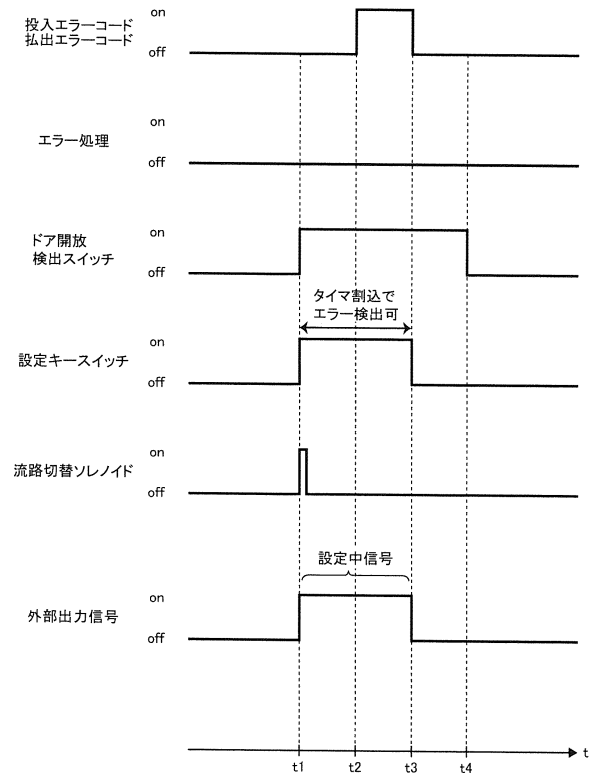 投入エラーコード
払出エラーコード
on
off
エラー処理
on
off
ドア開放
検出スイッチ
on
off
タイマ割込で
エラー検出可
設定キースイッチ
on
off
流路切替ソレノイド
on
off
設定中信号
外部出力信号
on
off
t
t1 t2 t3 t4